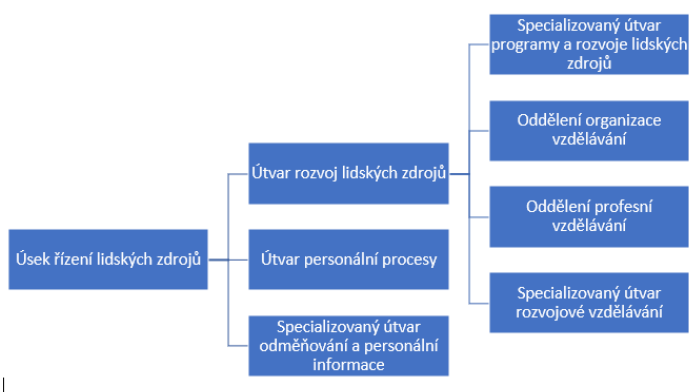 Úsek řízení lidských zdrojů
Útvar rozvoj lidských zdrojů
Útvar personální procesy
Specializovaný útvar
odměňování a personální
informace
Specializovaný útvar
programy a rozvoje lidských
zdrojů
Oddělení organizace
vzdělávání
Oddělení profesní
vzdělávání
Specializovaný útvar
rozvojové vzdělávání